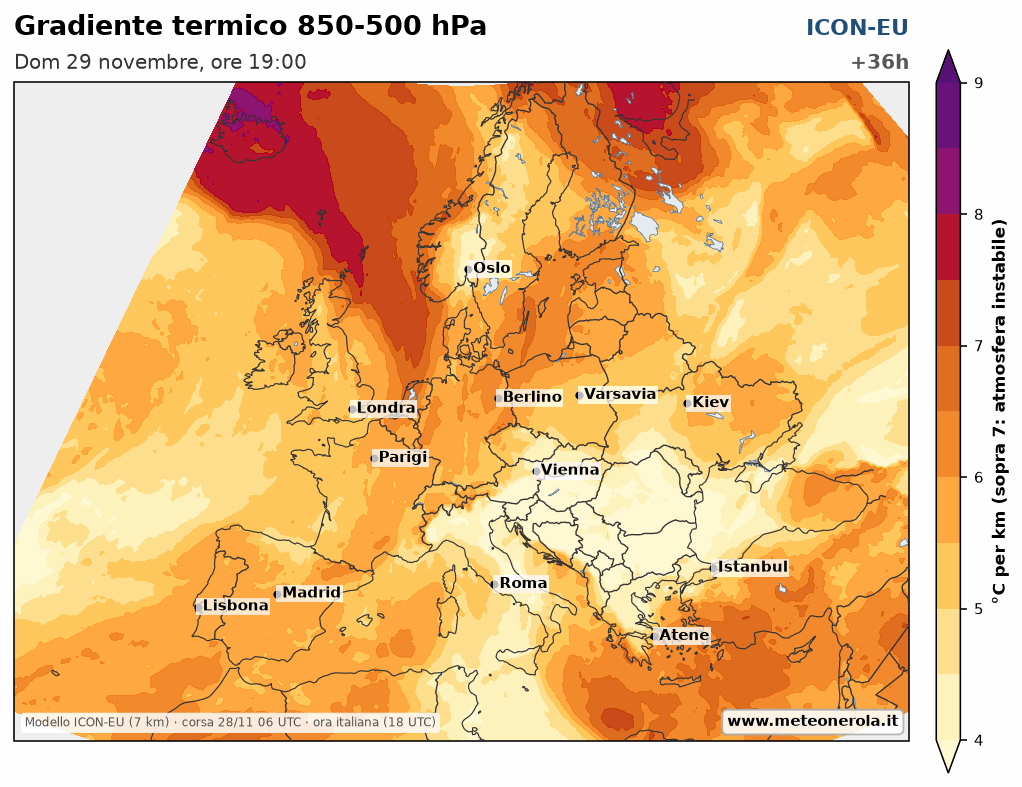 Gradiente termico 850-500 hPa
ICON-EU
Dom 29 novembre, ore 19:00
+36h
Oslo
Berlino
Varsavia
Kiev
Londra
Parigi
Vienna
Istanbul
Roma
Madrid
Lisbona
Atene
Modello ICON-EU (7 km) · corsa 28/11 06 UTC · ora italiana (18 UTC)
www.meteonerola.it
9
8
7
6
5
4
°C per km (sopra 7: atmosfera instabile)